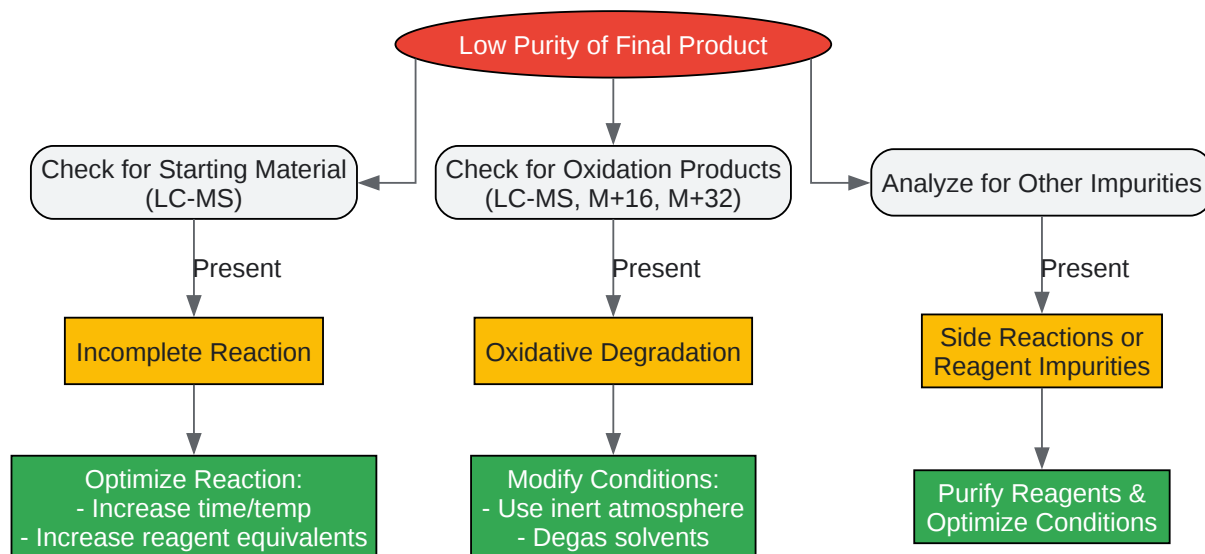 Low Purity of Final Product
Check for Starting Material
(LC-MS)
Check for Oxidation Products
(LC-MS, M+16, M+32)
Analyze for Other Impurities
Present
Present
Present
Incomplete Reaction
Oxidative Degradation
Side Reactions or
Reagent Impurities
Optimize Reaction:
- Increase time/temp
- Increase reagent equivalents
Modify Conditions:
- Use inert atmosphere
- Degas solvents
Purify Reagents &
Optimize Conditions